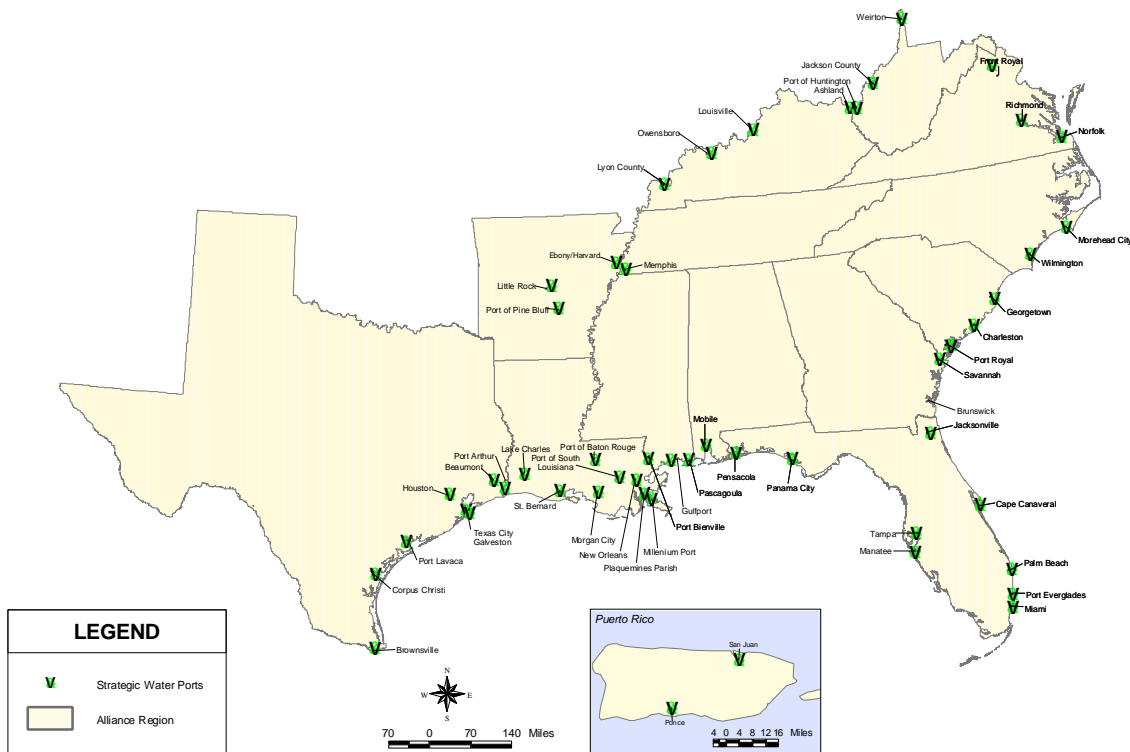 Weirton
Jackson County
Front Royal
Port of Huntington
Ashland
Louisville
Richmond
Owensboro
Norfolk
Lyon County
Morehead City
Ebony/Harvard
Memphis
Wilmington
Little Rock
Port of Pine Bluff
Georgetown
Charleston
Port Royal
Savannah
Brunswick
Mobile
Jacksonville
Lake Charles
Port of Baton Rouge
Port Arthur
Port of South
Louisiana
Beaumont
Pensacola
Panama City
Houston
Pascagoula
St. Bernard
Gulfport
Cape Canaveral
Texas City
Galveston
Port Bienville
Tampa
Morgan City
New Orleans
Millenium Port
Manatee
Port Lavaca
Plaquemines Parish
Palm Beach
Corpus Christi
Port Everglades
Miami
LEGEND
Strategic Water Ports
Alliance Region
Brownsville
N
W E
S
70 0 70 140 Miles
Puerto Rico
San Juan
Ponce
4 0 4 8 12 16 Miles